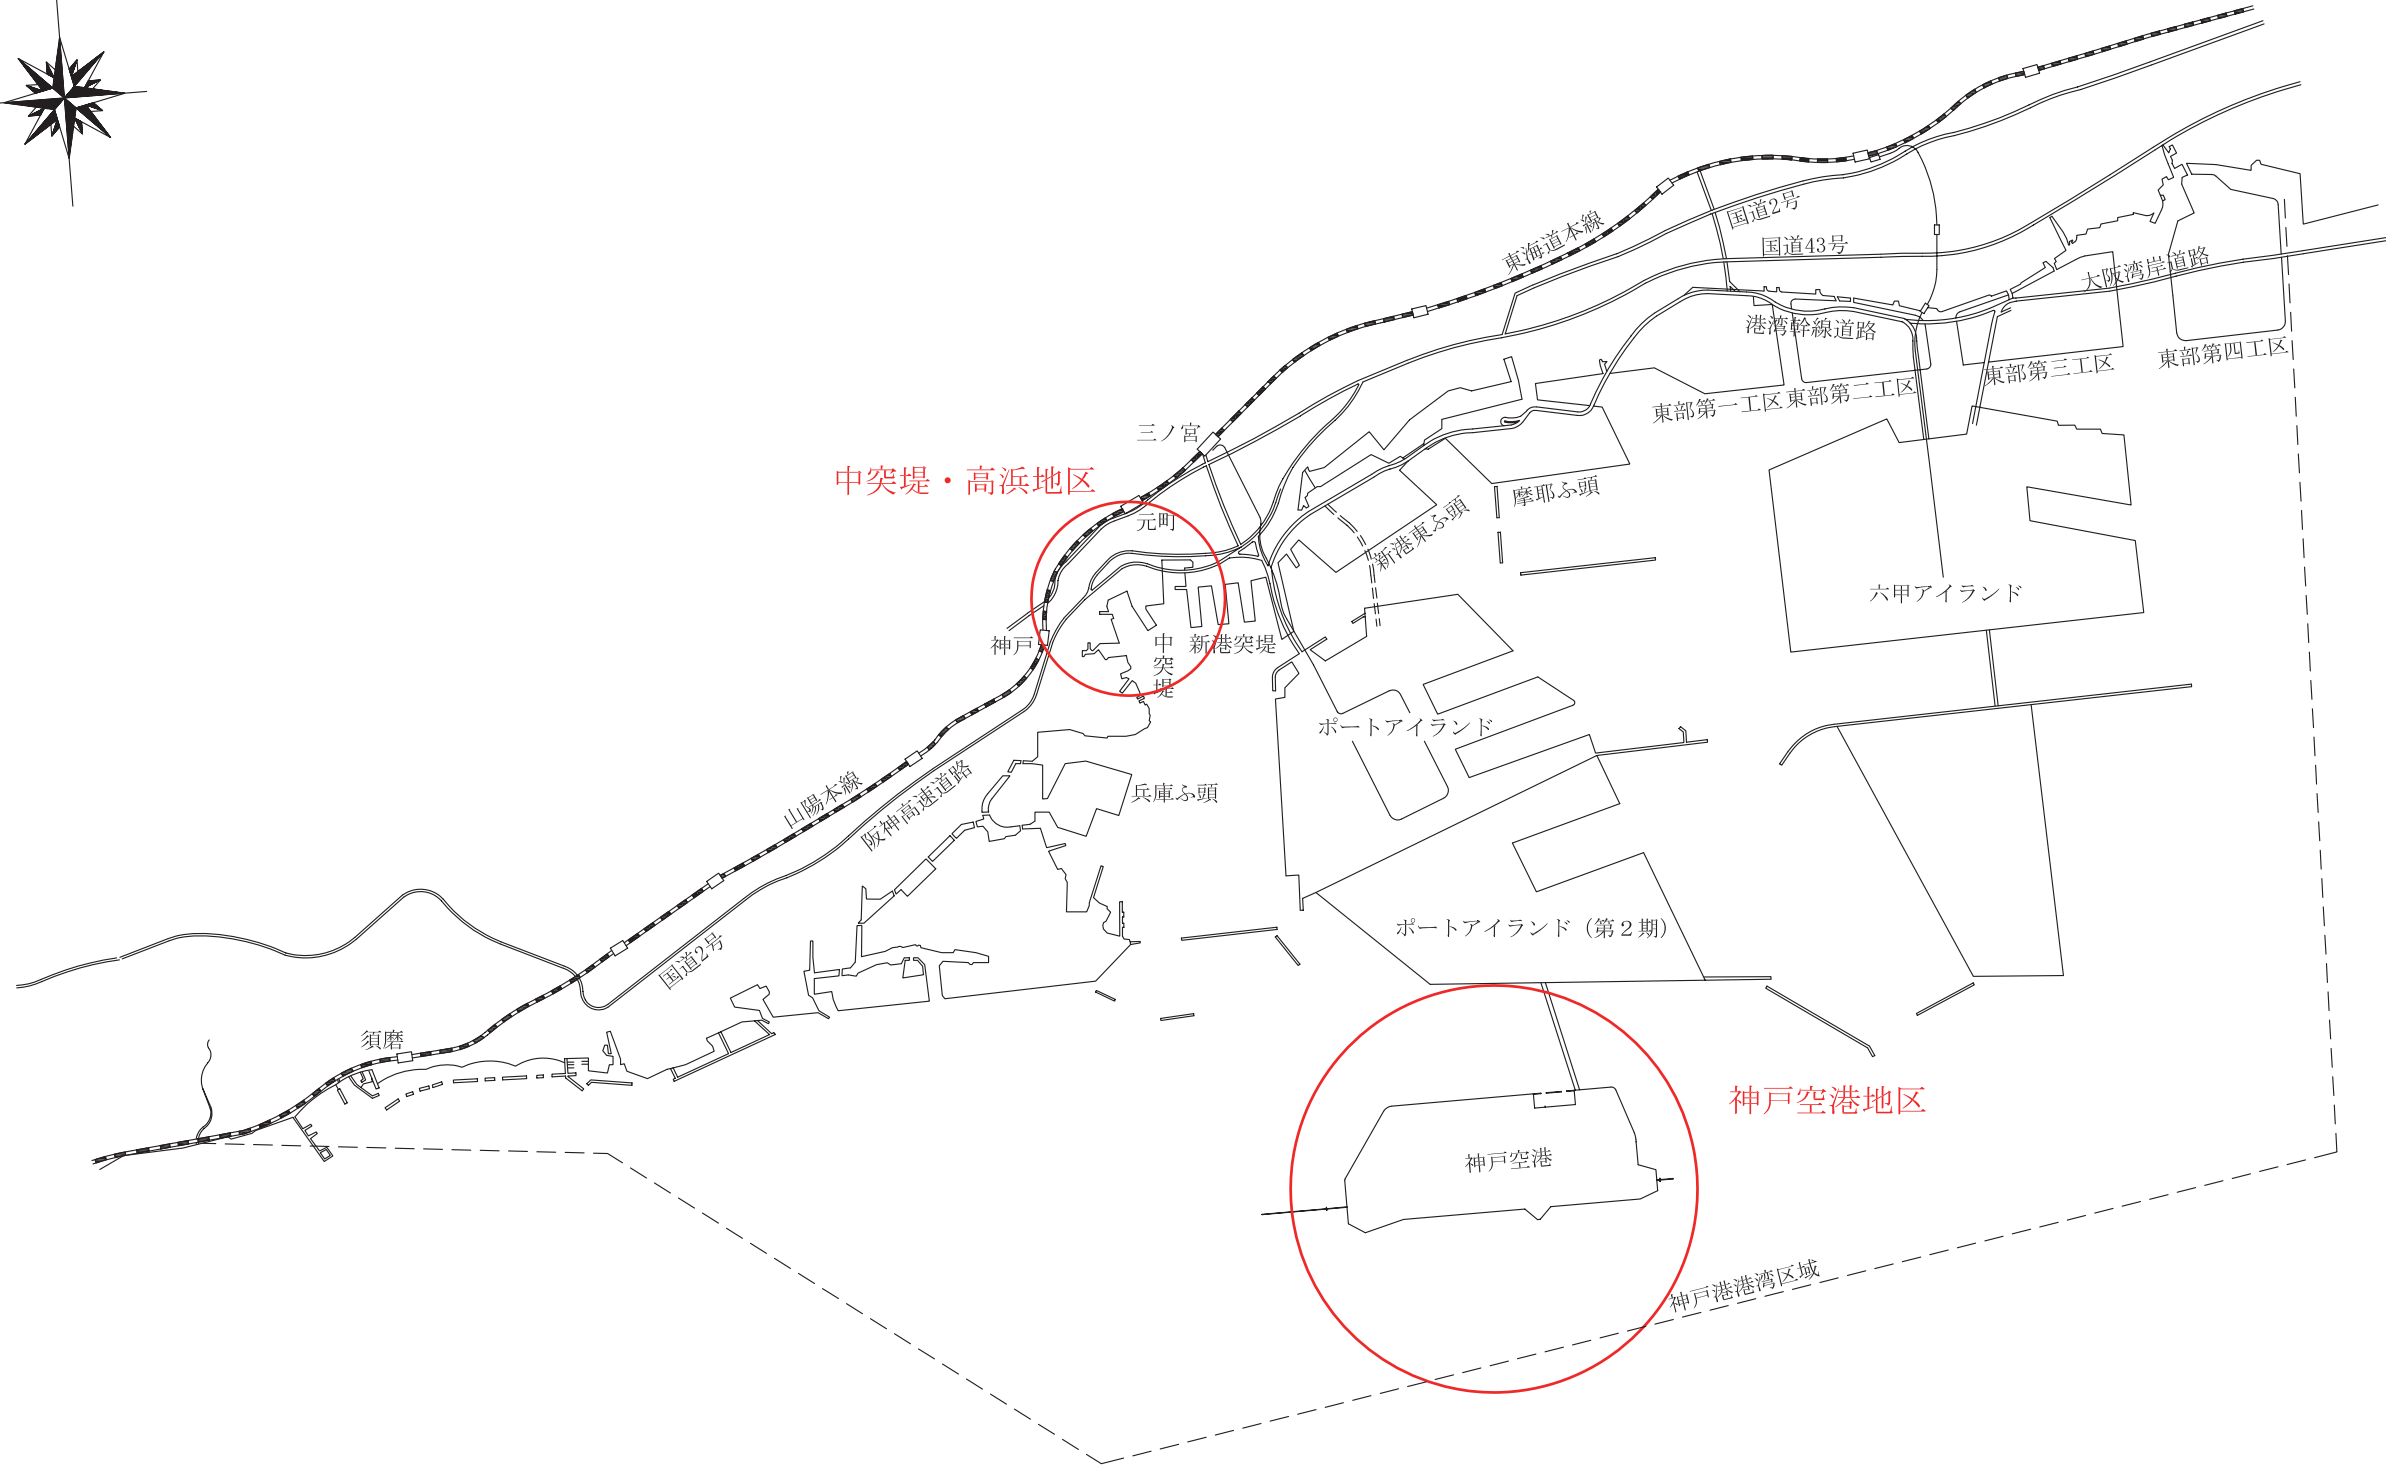 国道2号
東海道本線
国道43号
大阪湾岸道路
港湾幹線道路
東部第四工区
東部第三工区
東部第二工区
東部第一工区
三ノ宮
中突堤・高浜地区
元町
摩耶ふ頭
新港東ふ頭
六甲アイランド
神戸
中突堤
新港突堤
ポートアイランド
山陽本線
阪神高速道路
兵庫ふ頭
ポートアイランド（第２期）
国道2号
須磨
神戸空港地区
神戸空港
神戸港港湾区域